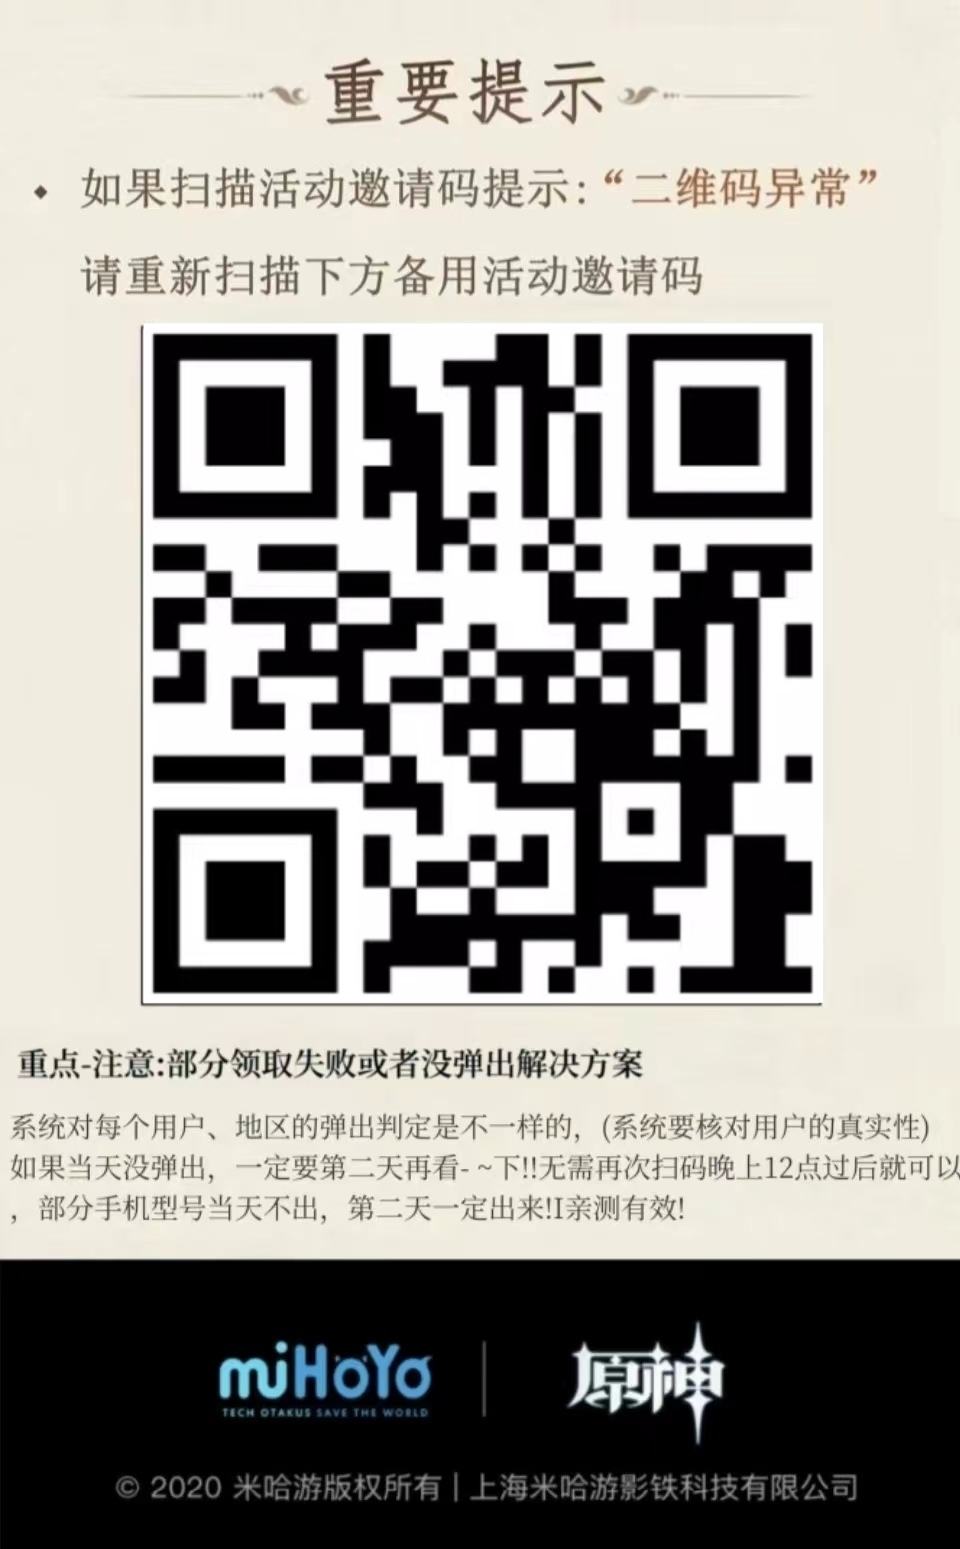 重要提示
如果扫描活动邀请码提示：“二维码异常”
请重新扫描下方备用活动邀请码
重点-注意:部分领取失败或者没弹出解决方案
系统对每个用户、地区的弹出判定是不一样的，(系统要核对用户的真实性)
如果当天没弹出，一定要第二天再看- ~下!!无需再次扫码晚上12点过后就可以
，部分手机型号当天不出，第二天一定出来!I亲测有效!
miHoYo
TECH OTAKUS SAVE THE WORLD
原神
© 2020 米哈游版权所有 | 上海米哈游影铁科技有限公司